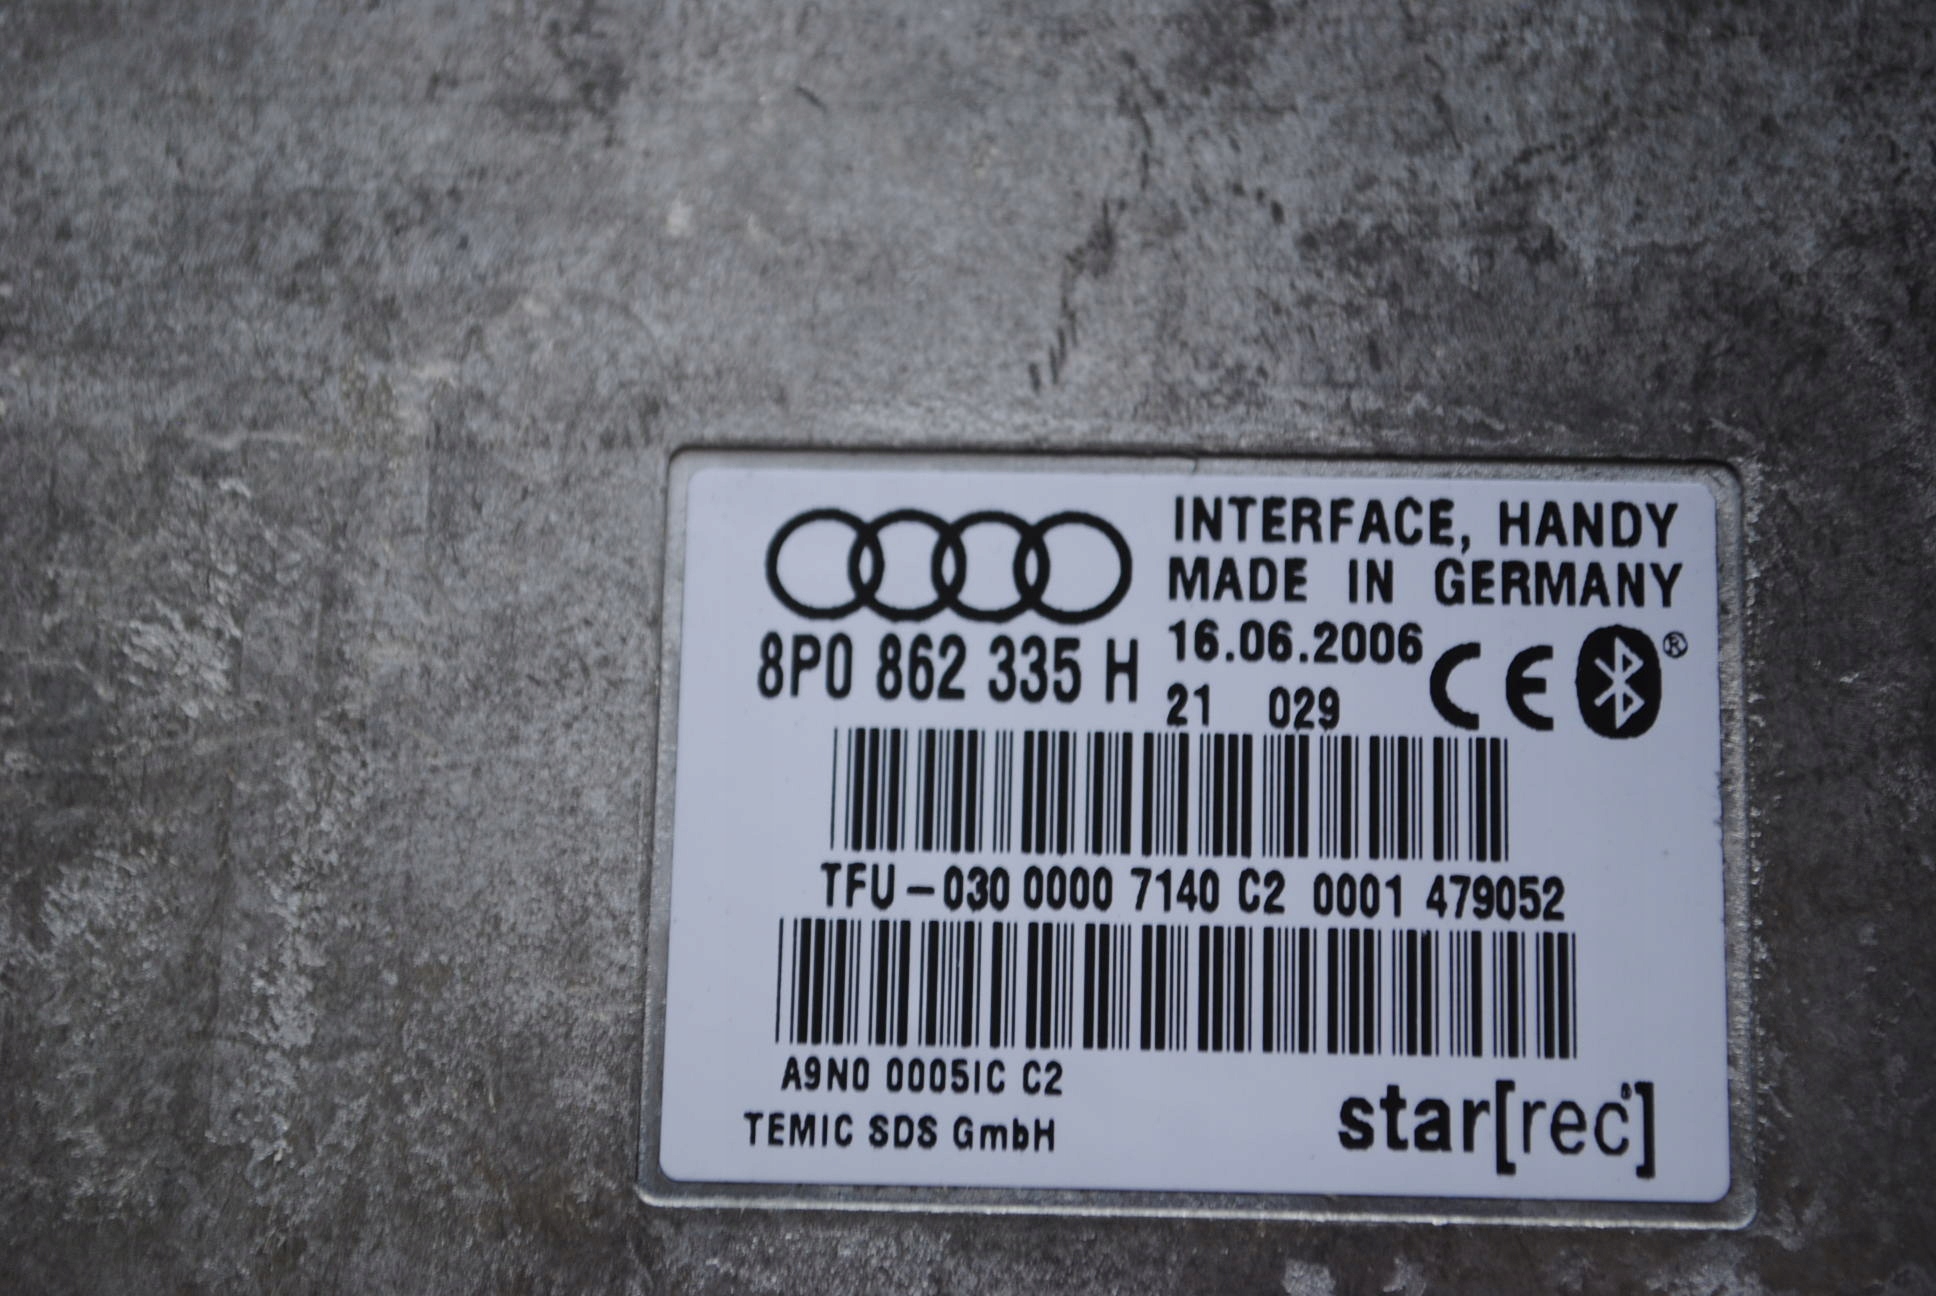 INTERFACE, HANDY
MADE IN GERMANY
8P0 862 335 H
16.06.2006
21 029
CE
®
TFU-030 0000 7140 C2 0001 479052
A9N0 0005IC C2
TEMIC SDS GmbH
star[rec®]